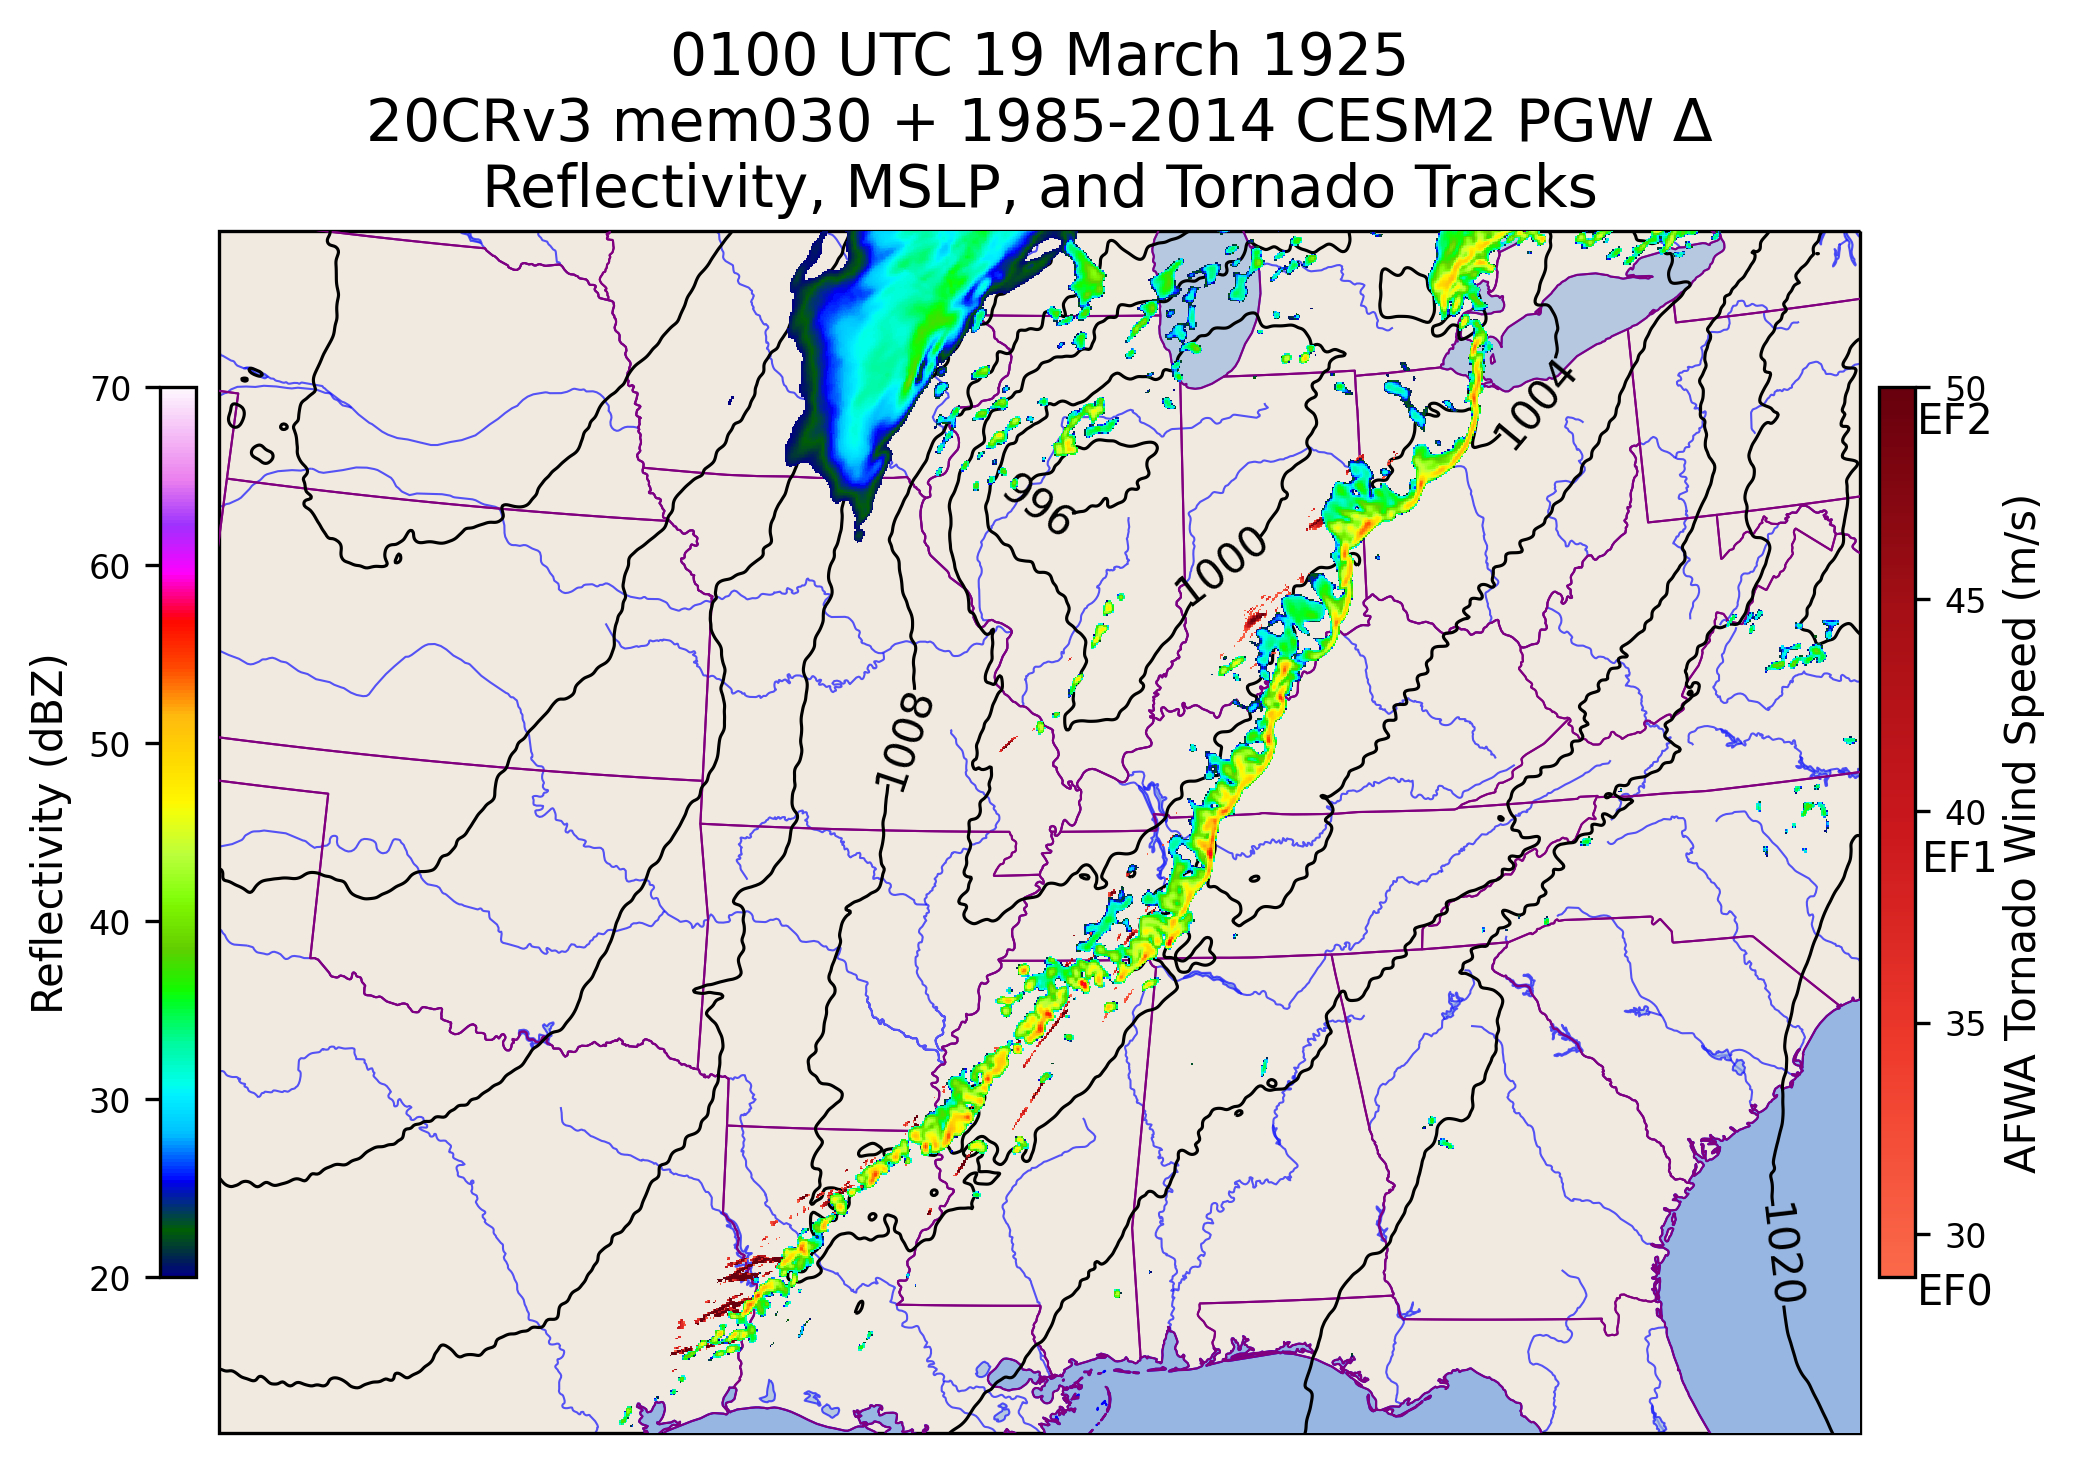 0100 UTC 19 March 1925
20CRv3 mem030 + 1985-2014 CESM2 PGW Δ
Reflectivity, MSLP, and Tornado Tracks
Reflectivity (dBZ)
70
60
50
40
30
20
996
1000
1004
1008
1020
50
EF2
45
40
EF1
35
30
EF0
AFWA Tornado Wind Speed (m/s)